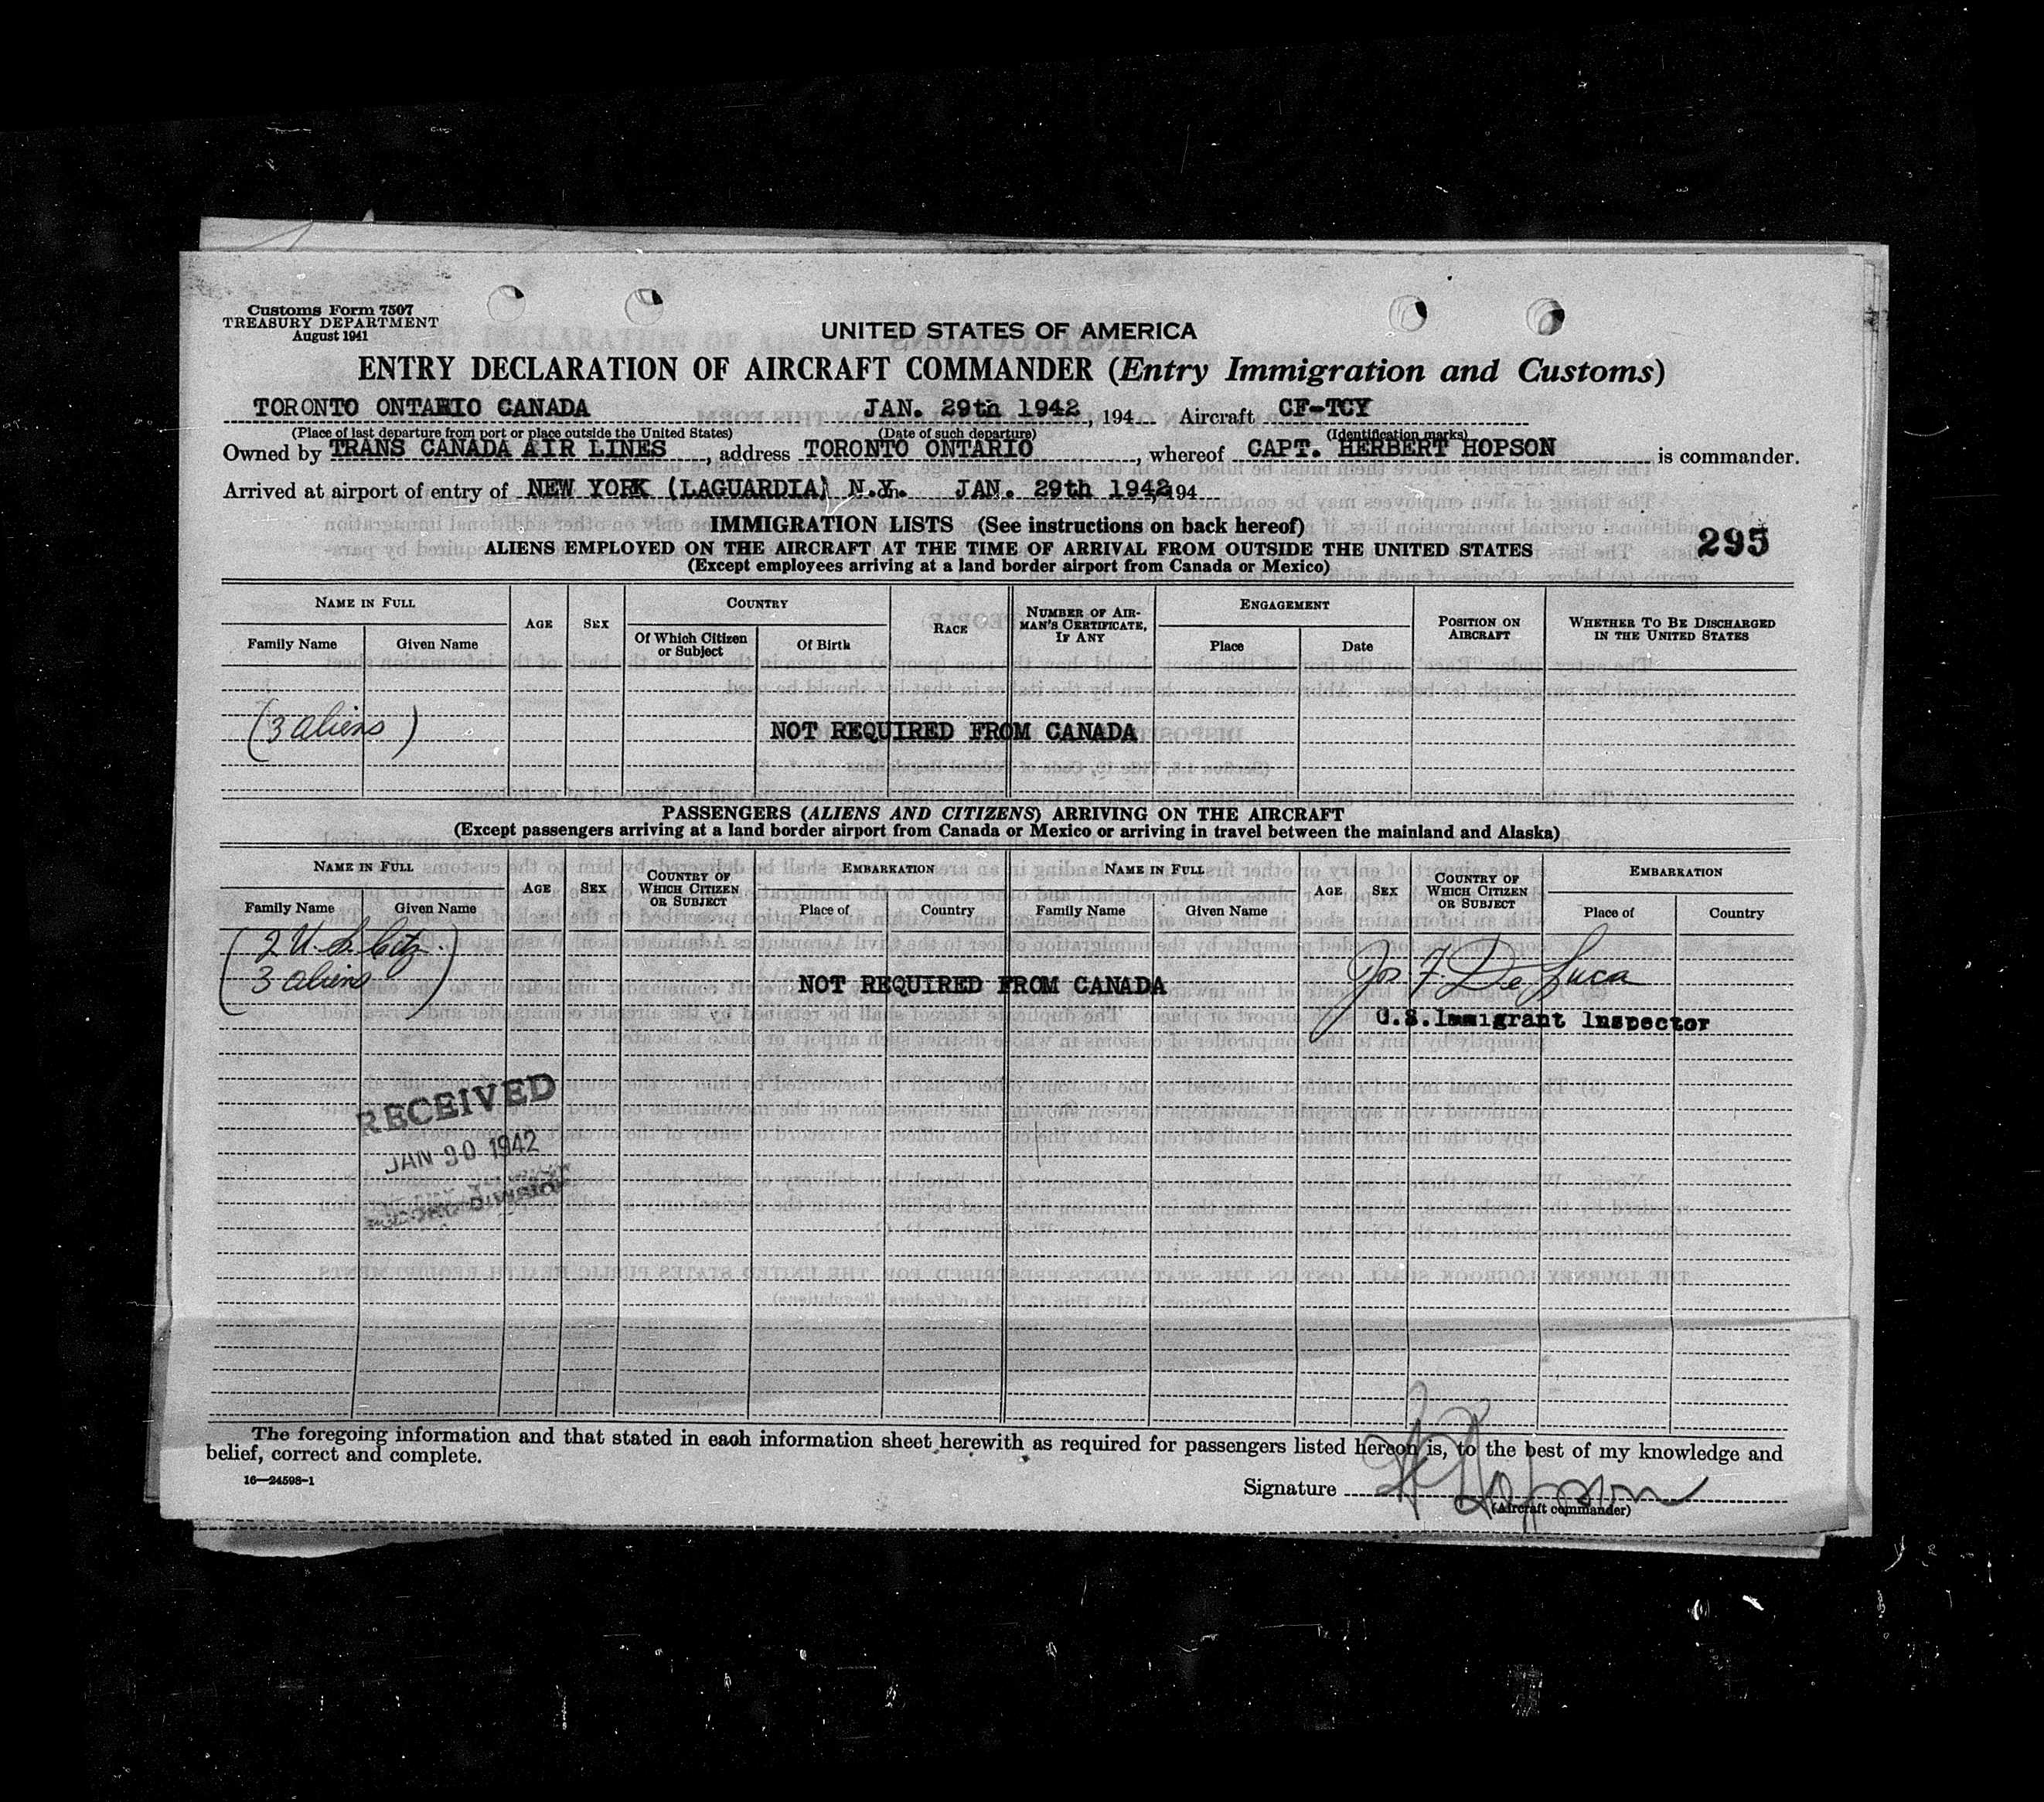 Customs Form 7507
TREASURY DEPARTMENT
August 1941
UNITED STATES OF AMERICA
ENTRY DECLARATION OF AIRCRAFT COMMANDER (Entry Immigration and Customs)
TORONTO ONTARIO CANADA JAN. 29th 1942, 194 Aircraft CF-TCY
(Place of last departure from port or place outside the United States) (Date of such departure) (Identification marks)
Owned by TRANS CANADA AIR LINES, address TORONTO ONTARIO, whereof CAPT. HERBERT HOPSON is commander.
Arrived at airport of entry of NEW YORK (LAGUARDIA) N.Y. on JAN. 29th 1942, 194
IMMIGRATION LISTS (See instructions on back hereof)
295
ALIENS EMPLOYED ON THE AIRCRAFT AT THE TIME OF ARRIVAL FROM OUTSIDE THE UNITED STATES
(Except employees arriving at a land border airport from Canada or Mexico)
NAME IN FULL AGE SEX COUNTRY RACE NUMBER OF AIRMAN'S CERTIFICATE, IF ANY ENGAGEMENT POSITION ON AIRCRAFT WHETHER TO BE DISCHARGED IN THE UNITED STATES
Family Name Given Name Of Which Citizen or Subject Of Birth Place Date
(3 aliens) NOT REQUIRED FROM CANADA
PASSENGERS (ALIENS AND CITIZENS) ARRIVING ON THE AIRCRAFT
(Except passengers arriving at a land border airport from Canada or Mexico or arriving in travel between the mainland and Alaska)
NAME IN FULL AGE SEX COUNTRY OF WHICH CITIZEN OR SUBJECT EMBARKATION NAME IN FULL AGE SEX COUNTRY OF WHICH CITIZEN OR SUBJECT EMBARKATION
Family Name Given Name Place of Country Family Name Given Name Place of Country
(2 U.S. Citz.
3 aliens) NOT REQUIRED FROM CANADA Jos. F. De Luca
U.S. Immigrant Inspector
RECEIVED
JAN 30 1942
DIVISION
The foregoing information and that stated in each information sheet herewith as required for passengers listed hereon is, to the best of my knowledge and
belief, correct and complete.
16—24598-1
Signature H Hopson
(Aircraft commander)